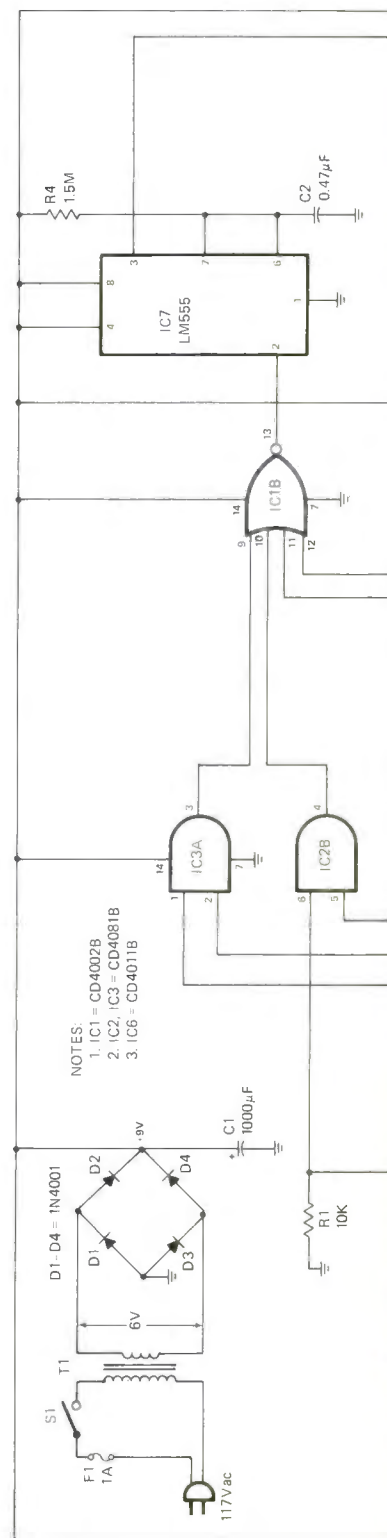 117Vac
F1
1A
S1
T1
6V
D1-D4 = 1N4001
D1
D2
D3
D4
+9V
C1
1000µF
+
NOTES:
1. IC1 = CD4002B
2. IC2, IC3 = CD4081B
3. IC6 = CD4011B
R1
10K
14
1
2
IC3A
3
7
6
5
IC2B
4
14
9
10
11
12
IC1B
13
7
4
8
2
IC7
LM555
3
7
6
1
R4
1.5M
C2
0.47µF